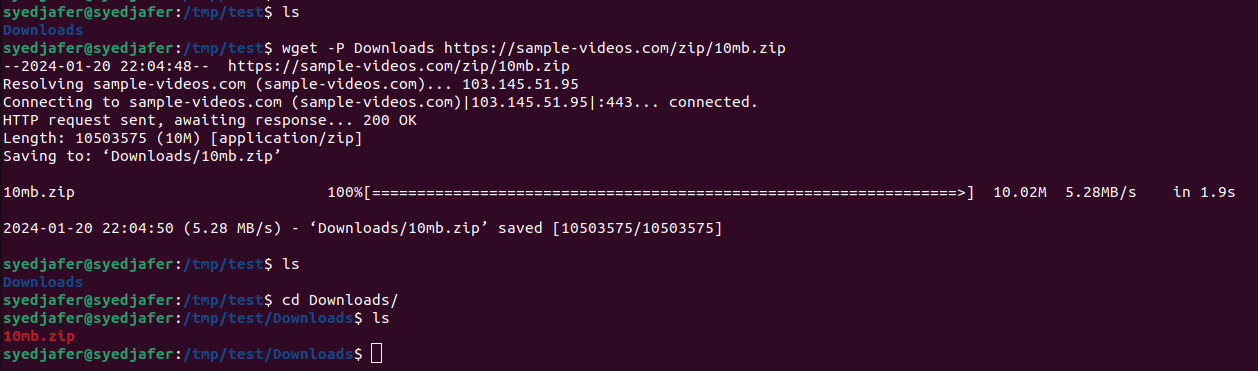 syedjafer@syedjafer:/tmp/test$ ls
Downloads
syedjafer@syedjafer:/tmp/test$ wget -P Downloads https://sample-videos.com/zip/10mb.zip
--2024-01-20 22:04:48--  https://sample-videos.com/zip/10mb.zip
Resolving sample-videos.com (sample-videos.com)... 103.145.51.95
Connecting to sample-videos.com (sample-videos.com)|103.145.51.95|:443... connected.
HTTP request sent, awaiting response... 200 OK
Length: 10503575 (10M) [application/zip]
Saving to: ‘Downloads/10mb.zip’
10mb.zip 100%[=================================================================>] 10.02M 5.28MB/s in 1.9s
2024-01-20 22:04:50 (5.28 MB/s) - ‘Downloads/10mb.zip’ saved [10503575/10503575]
syedjafer@syedjafer:/tmp/test$ ls
Downloads
syedjafer@syedjafer:/tmp/test$ cd Downloads/
syedjafer@syedjafer:/tmp/test/Downloads$ ls
10mb.zip
syedjafer@syedjafer:/tmp/test/Downloads$